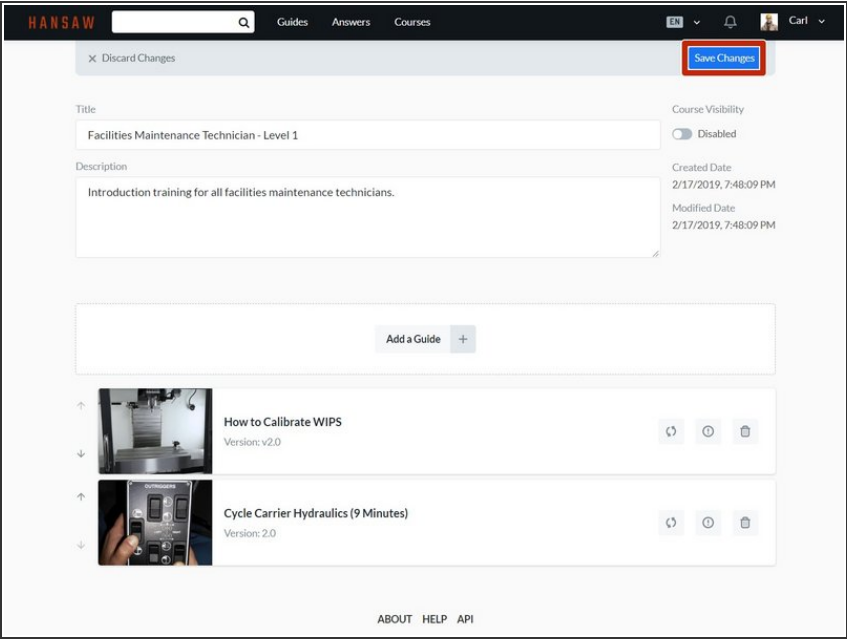 HANSAW
Guides
Answers
Courses
EN
Carl
Discard Changes
Save Changes
Title
Facilities Maintenance Technician - Level 1
Course Visibility
Disabled
Description
Introduction training for all facilities maintenance technicians.
Created Date
2/17/2019, 7:48:09 PM
Modified Date
2/17/2019, 7:48:09 PM
Add a Guide +
How to Calibrate WIPS
Version: v2.0
OUTRIGGERS
Cycle Carrier Hydraulics (9 Minutes)
Version: 2.0
ABOUT HELP API